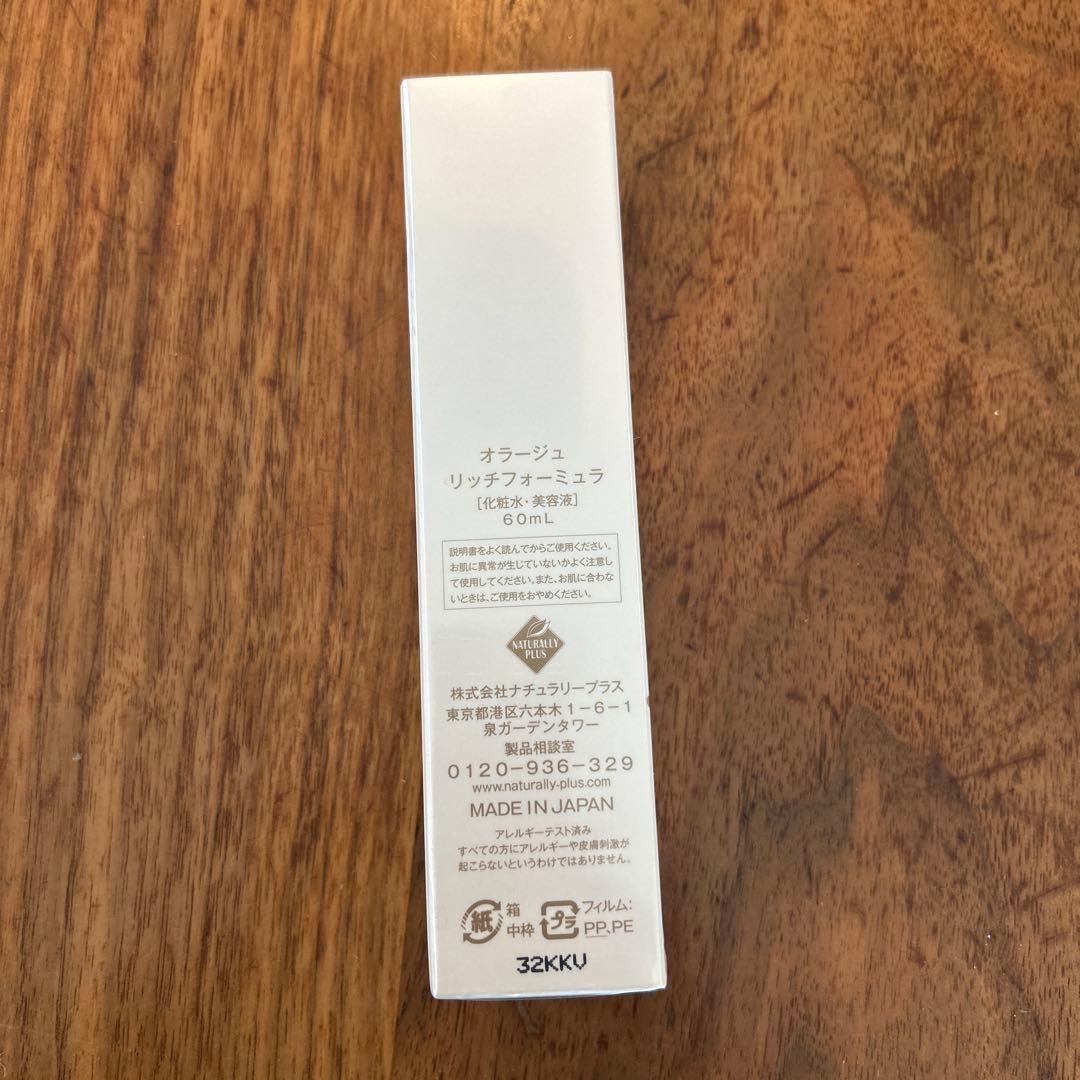 オラージュ
リッチフォーミュラ
[化粧水・美容液]
60mL
説明書をよく読んでからご使用ください。
お肌に異常が生じていないかよく注意し
て使用してください。また、お肌に合わな
いときは、ご使用をおやめください。
NATURALLY
PLUS
株式会社ナチュラリープラス
東京都港区六本木1-6-1
泉ガーデンタワー
製品相談室
0120-936-329
www.naturally-plus.com
MADE IN JAPAN
アレルギーテスト済み
すべての方にアレルギーや皮膚刺激が
起こらないというわけではありません。
紙 箱 プラ フィルム:
中枠 PP、PE
32KKV